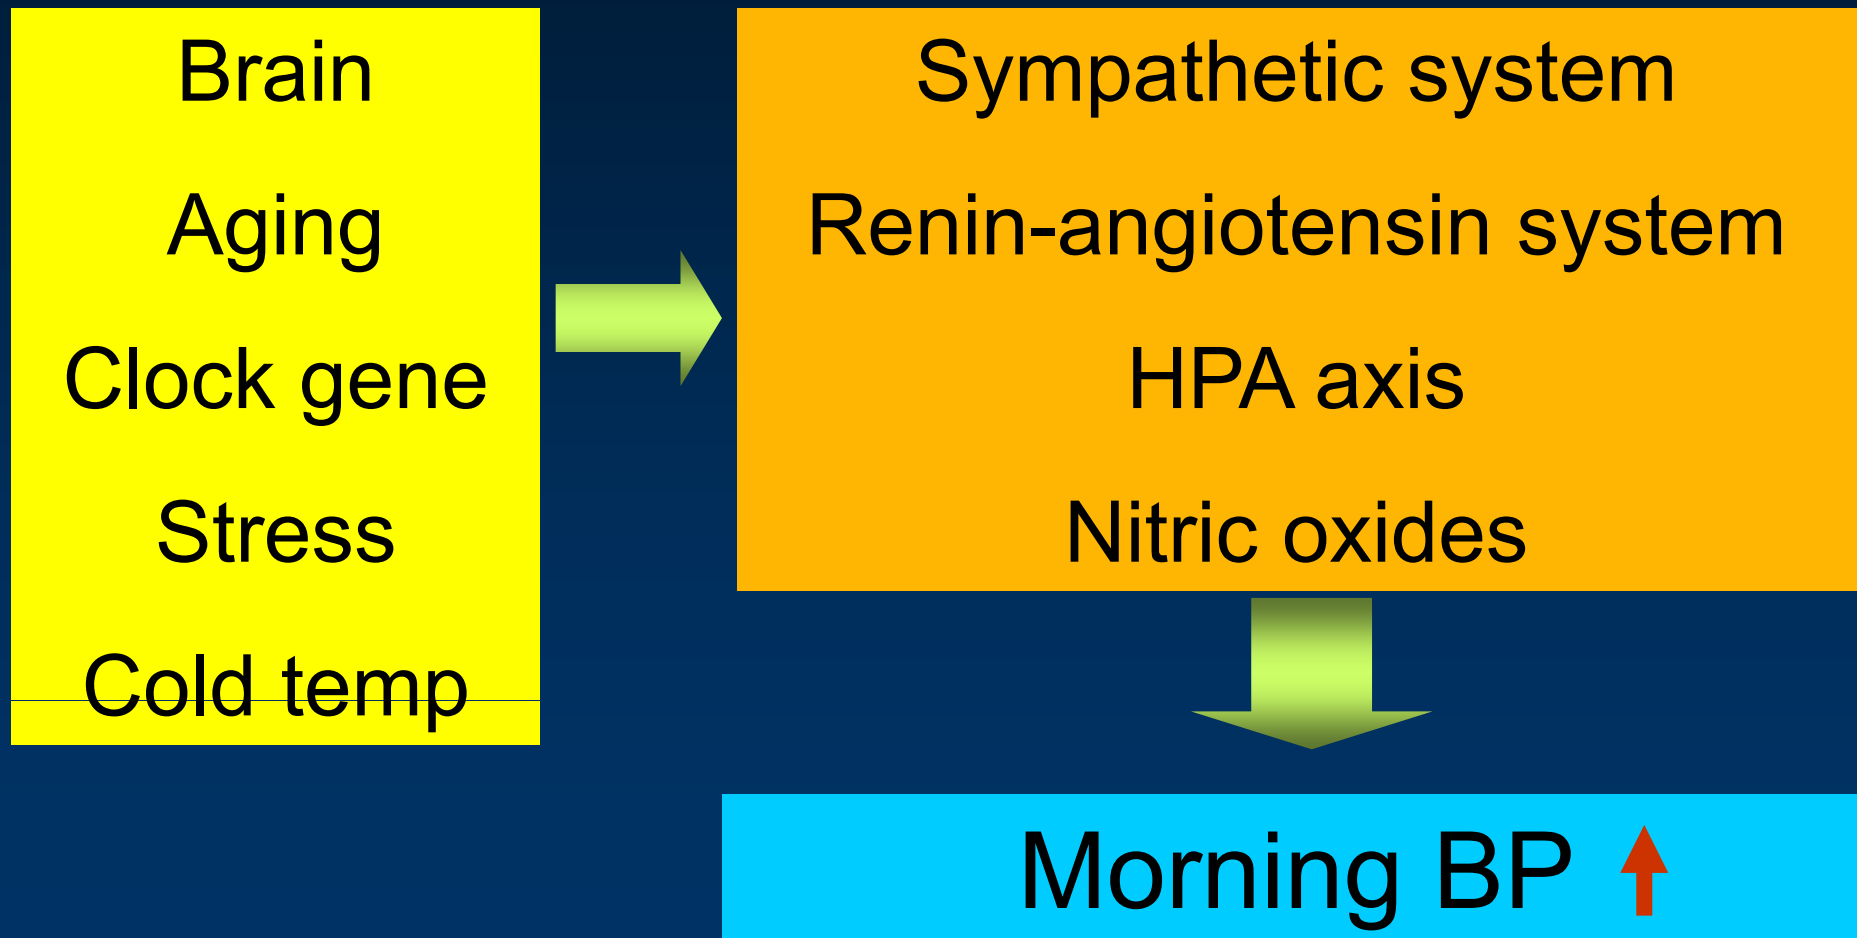 Brain
Aging
Clock gene
Stress
Cold temp
Sympathetic system
Renin-angiotensin system
HPA axis
Nitric oxides
Morning BP